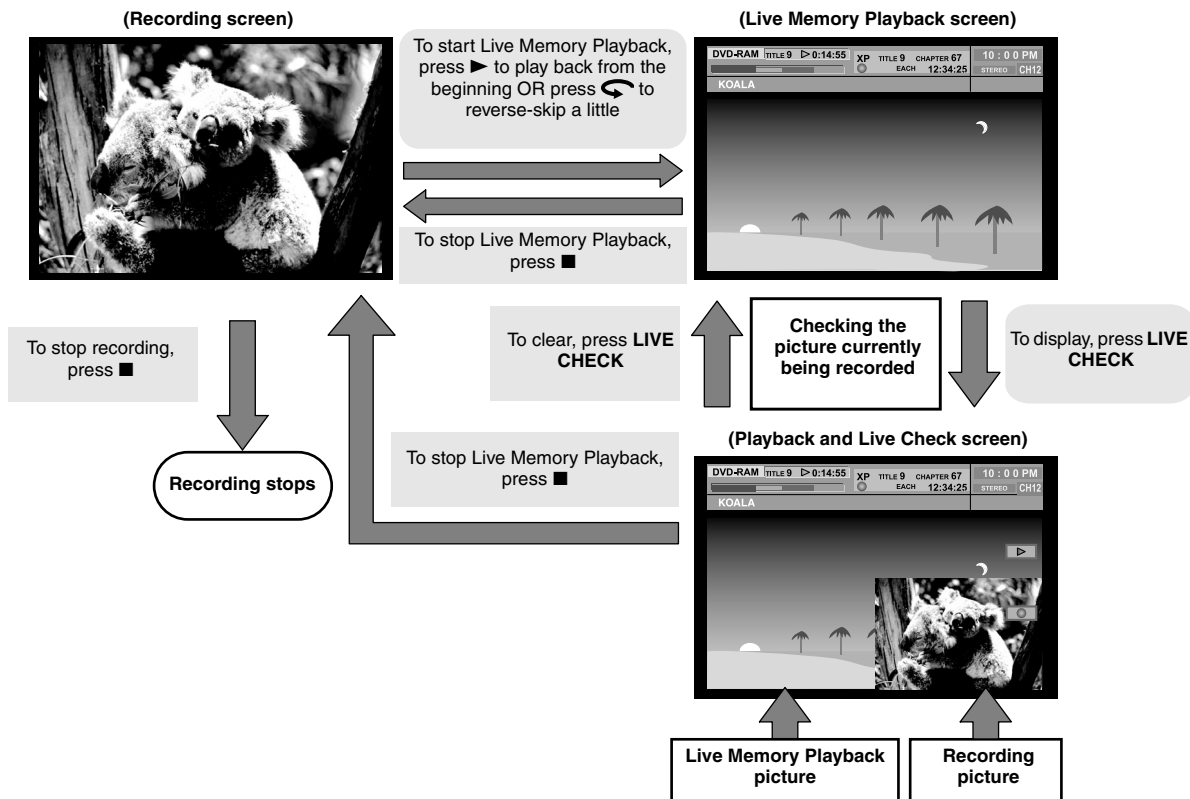 (Recording screen)
(Live Memory Playback screen)
To start Live Memory Playback,
press ► to play back from the
beginning OR press to
reverse-skip a little
DVD-RAM TITLE 9 ▷ 0:14:55
XP TITLE 9 CHAPTER 67
EACH 12:34:25
10:00 PM
STEREO CH12
KOALA
To stop Live Memory Playback,
press ■
To stop recording,
press ■
To clear, press LIVE
CHECK
Checking the
picture currently
being recorded
To display, press LIVE
CHECK
Recording stops
To stop Live Memory Playback,
press ■
(Playback and Live Check screen)
DVD-RAM TITLE 9 ▷ 0:14:55
XP TITLE 9 CHAPTER 67
EACH 12:34:25
10:00 PM
STEREO CH12
KOALA
Live Memory Playback
picture
Recording
picture